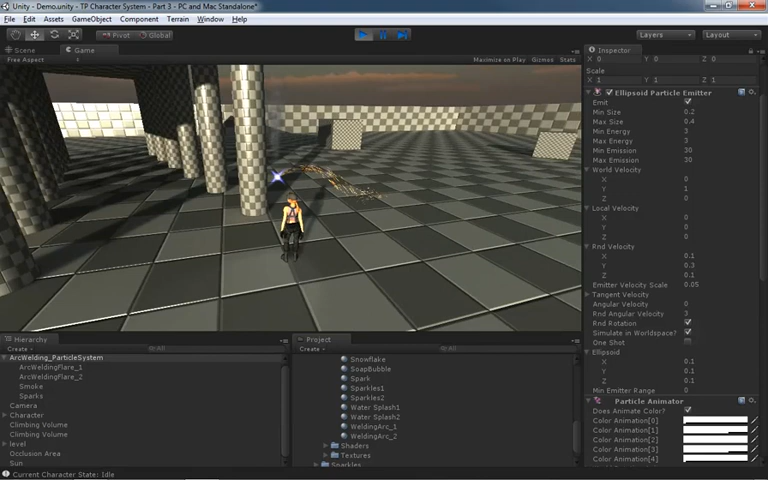 Unity - Demo.unity - TP Character System - Part 3 - PC and Mac Standalone*
File Edit Assets GameObject Component Terrain Window Help
Pivot Global Layers Layout
Scene Game
Free Aspect Maximize on Play Gizmos Stats
Inspector
X 0 Y 0 Z 0
Scale
X 1 Y 1 Z 1
Ellipsoid Particle Emitter
Emit
Min Size 0.2
Max Size 0.4
Min Energy 3
Max Energy 3
Min Emission 30
Max Emission 30
World Velocity
X 0
Y 1
Z 0
Local Velocity
X 0
Y 0
Z 0
Rnd Velocity
X 0.1
Y 0.3
Z 0.1
Emitter Velocity Scale 0.05
Tangent Velocity
Angular Velocity 0
Rnd Angular Velocity 3
Rnd Rotation
Simulate in Worldspace?
One Shot
Ellipsoid
X 0.1
Y 0.1
Z 0.1
Min Emitter Range 0
Particle Animator
Does Animate Color?
Color Animation[0]
Color Animation[1]
Color Animation[2]
Color Animation[3]
Color Animation[4]
Hierarchy
Create All
ArcWelding_ParticleSystem
ArcWeldingFlare_1
ArcWeldingFlare_2
Smoke
Sparks
Camera
Character
Climbing Volume
Climbing Volume
level
Occlusion Area
Sun
Project
Create All
Snowflake
SoapBubble
Spark
Sparkles1
Sparkles2
Water Splash1
Water Splash2
WeldingArc_1
WeldingArc_2
Shaders
Textures
Sparkles
Current Character State: Idle